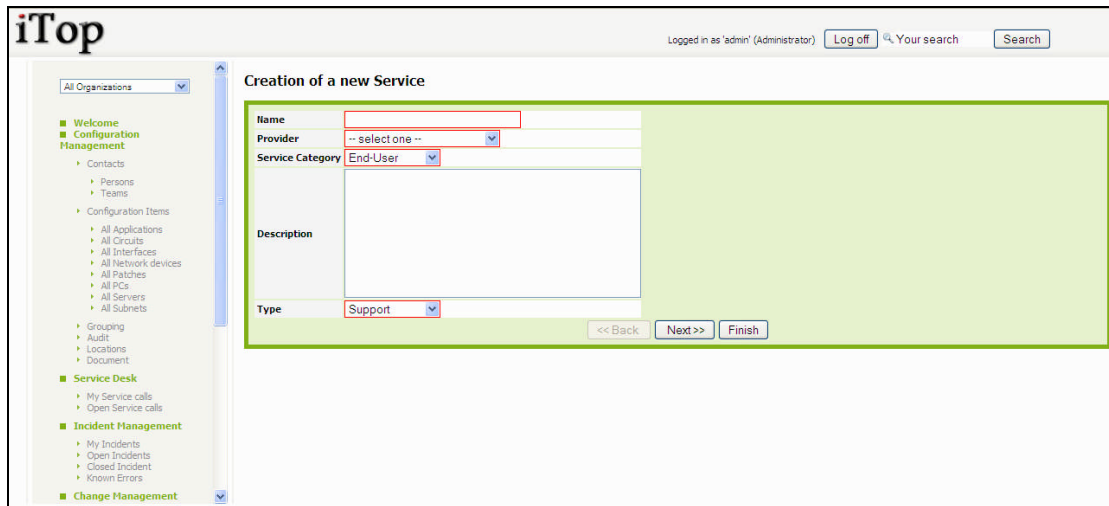 iTop
Logged in as 'admin' (Administrator) Log off Your search Search
All Organizations
Welcome
Configuration
Management
Contacts
Persons
Teams
Configuration Items
All Applications
All Circuits
All Interfaces
All Network devices
All Patches
All PCs
All Servers
All Subnets
Grouping
Audit
Locations
Document
Service Desk
My Service calls
Open Service calls
Incident Management
My Incidents
Open Incidents
Closed Incident
Known Errors
Change Management
Creation of a new Service
Name
Provider -- select one --
Service Category End-User
Description
Type Support
<< Back Next >> Finish